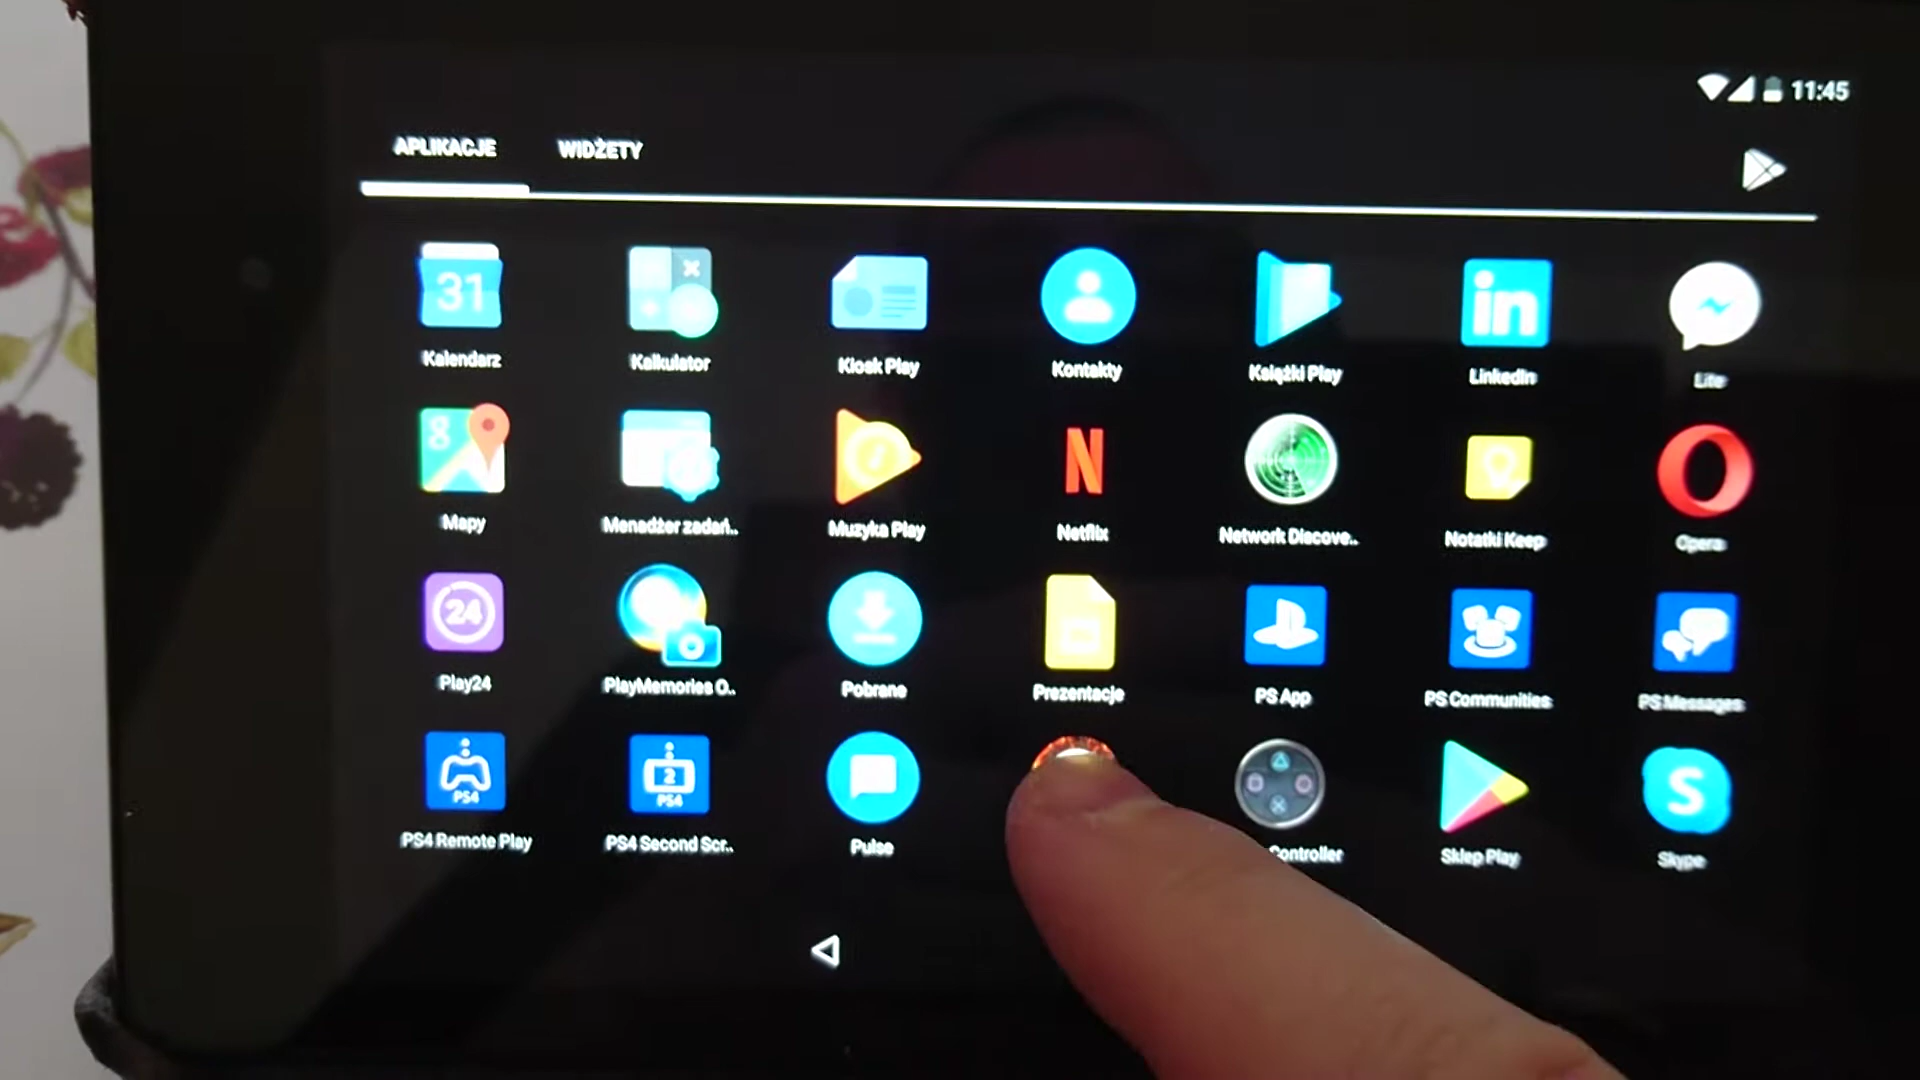 11:45
APLIKACJE WIDŻETY
31
Kalendarz Kalkulator Kiosk Play Kontakty Książki Play LinkedIn Lite
in
8
N
Mapy Menadżer zadań.. Muzyka Play Netflix Network Discove.. Notatki Keep Opera
24
Play24 PlayMemories O.. Pobrane Prezentacje PS App PS Communities PS Messages
PS4 2 PS4 S
PS4 Remote Play PS4 Second Scr.. Pulse Controller Sklep Play Skype